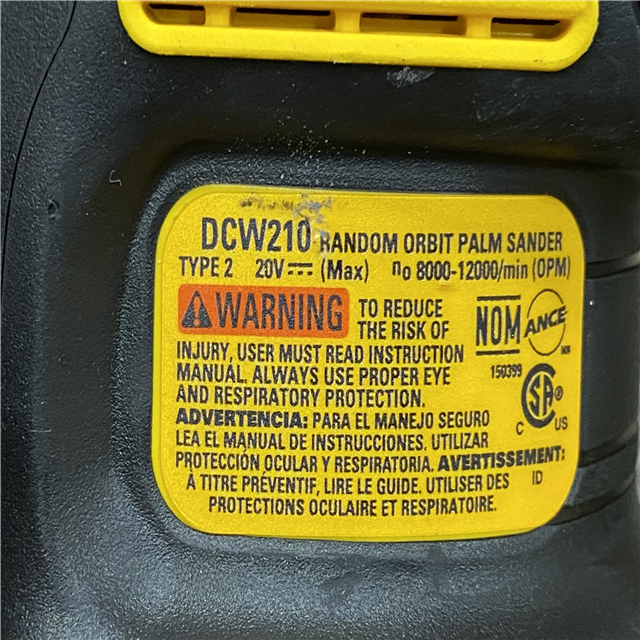 DCW210 RANDOM ORBIT PALM SANDER
TYPE 2 20V (Max) no 8000-12000/min (OPM)
WARNING TO REDUCE
THE RISK OF
INJURY, USER MUST READ INSTRUCTION
MANUAL. ALWAYS USE PROPER EYE
AND RESPIRATORY PROTECTION.
ADVERTENCIA: PARA EL MANEJO SEGURO
LEA EL MANUAL DE INSTRUCCIONES. UTILIZAR
PROTECCIÓN OCULAR Y RESPIRATORIA. AVERTISSEMENT:
À TITRE PRÉVENTIF, LIRE LE GUIDE. UTILISER DES
PROTECTIONS OCULAIRE ET RESPIRATOIRE.
NOM ANCE
150399
SA ®
C US
ID